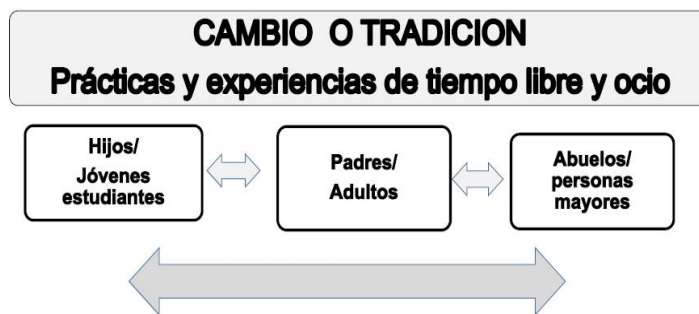 CAMBIO O TRADICION
Prácticas y experiencias de tiempo libre y ocio
Hijos/
Jóvenes
estudiantes
Padres/
Adultos
Abuelos/
personas
mayores